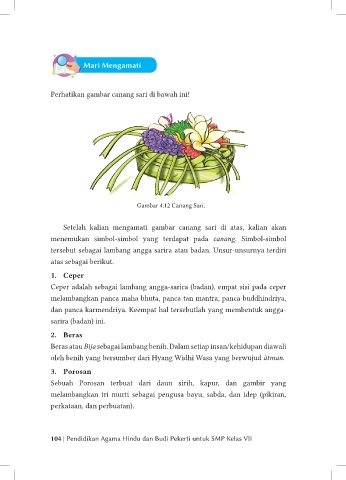 Mari Mengamati
Perhatikan gambar canang sari di bawah ini!
Gambar 4.12 Canang Sari.
Setelah kalian mengamati gambar canang sari di atas, kalian akan
menemukan simbol-simbol yang terdapat pada canang. Simbol-simbol
tersebut sebagai lambang angga sarira atau badan. Unsur-unsurnya terdiri
atas sebagai berikut.
1. Ceper
Ceper adalah sebagai lambang angga-sarira (badan), empat sisi pada ceper
melambangkan panca maha bhuta, panca tan mantra, panca buddhindriya,
dan panca karmendriya. Keempat hal tersebutlah yang membentuk angga-
sarira (badan) ini.
2. Beras
Beras atau Bija sebagai lambang benih. Dalam setiap insan/kehidupan diawali
oleh benih yang bersumber dari Hyang Widhi Wasa yang berwujud ātman.
3. Porosan
Sebuah Porosan terbuat dari daun sirih, kapur, dan gambir yang
melambangkan tri murti sebagai pengusa bayu, sabda, dan idep (pikiran,
perkataan, dan perbuatan).
104 | Pendidikan Agama Hindu dan Budi Pekerti untuk SMP Kelas VII